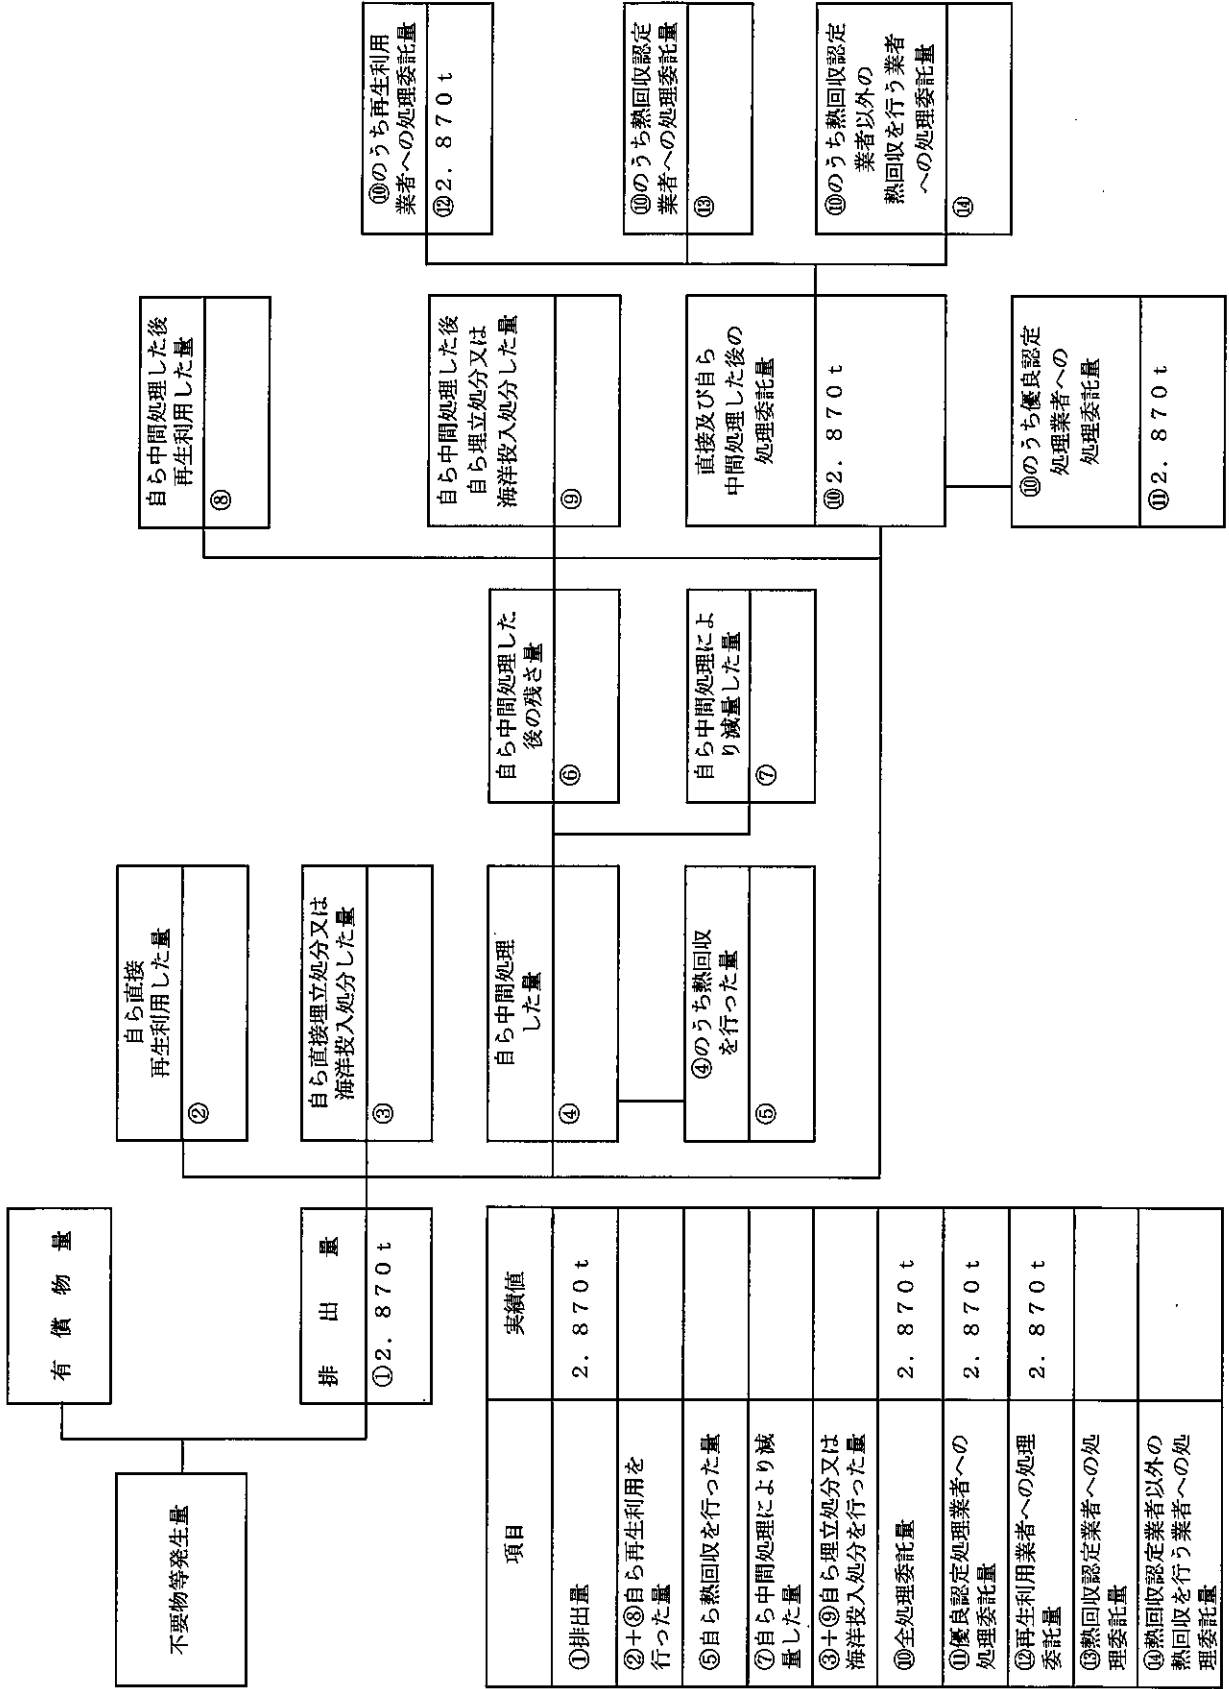 不要物等発生量
有償物量
排出量
①2.870t
自ら直接
再生利用した量
②
自ら直接埋立処分又は
海洋投入処分した量
③
自ら中間処理
した量
④
④のうち熱回収
を行った量
⑤
自ら中間処理した
後の残さ量
⑥
自ら中間処理によ
り減量した量
⑦
自ら中間処理した後
再生利用した量
⑧
自ら中間処理した後
自ら埋立処分又は
海洋投入処分した量
⑨
直接及び自ら
中間処理した後の
処理委託量
⑩2.870t
⑩のうち優良認定
処理業者への
処理委託量
⑪2.870t
⑩のうち再生利用
業者への処理委託量
⑫2.870t
⑩のうち熱回収認定
業者への処理委託量
⑬
⑩のうち熱回収認定
業者以外の
熱回収を行う業者
への処理委託量
⑭
項目 実績値
①排出量 2.870t
②+⑧自ら再生利用を
行った量
⑤自ら熱回収を行った量
⑦自ら中間処理により減
量した量
③+⑨自ら埋立処分又は
海洋投入処分を行った量
⑩全処理委託量 2.870t
⑪優良認定処理業者への
処理委託量 2.870t
⑫再生利用業者への処理
委託量 2.870t
⑬熱回収認定業者への処
理委託量
⑭熱回収認定業者以外の
熱回収を行う業者への処
理委託量